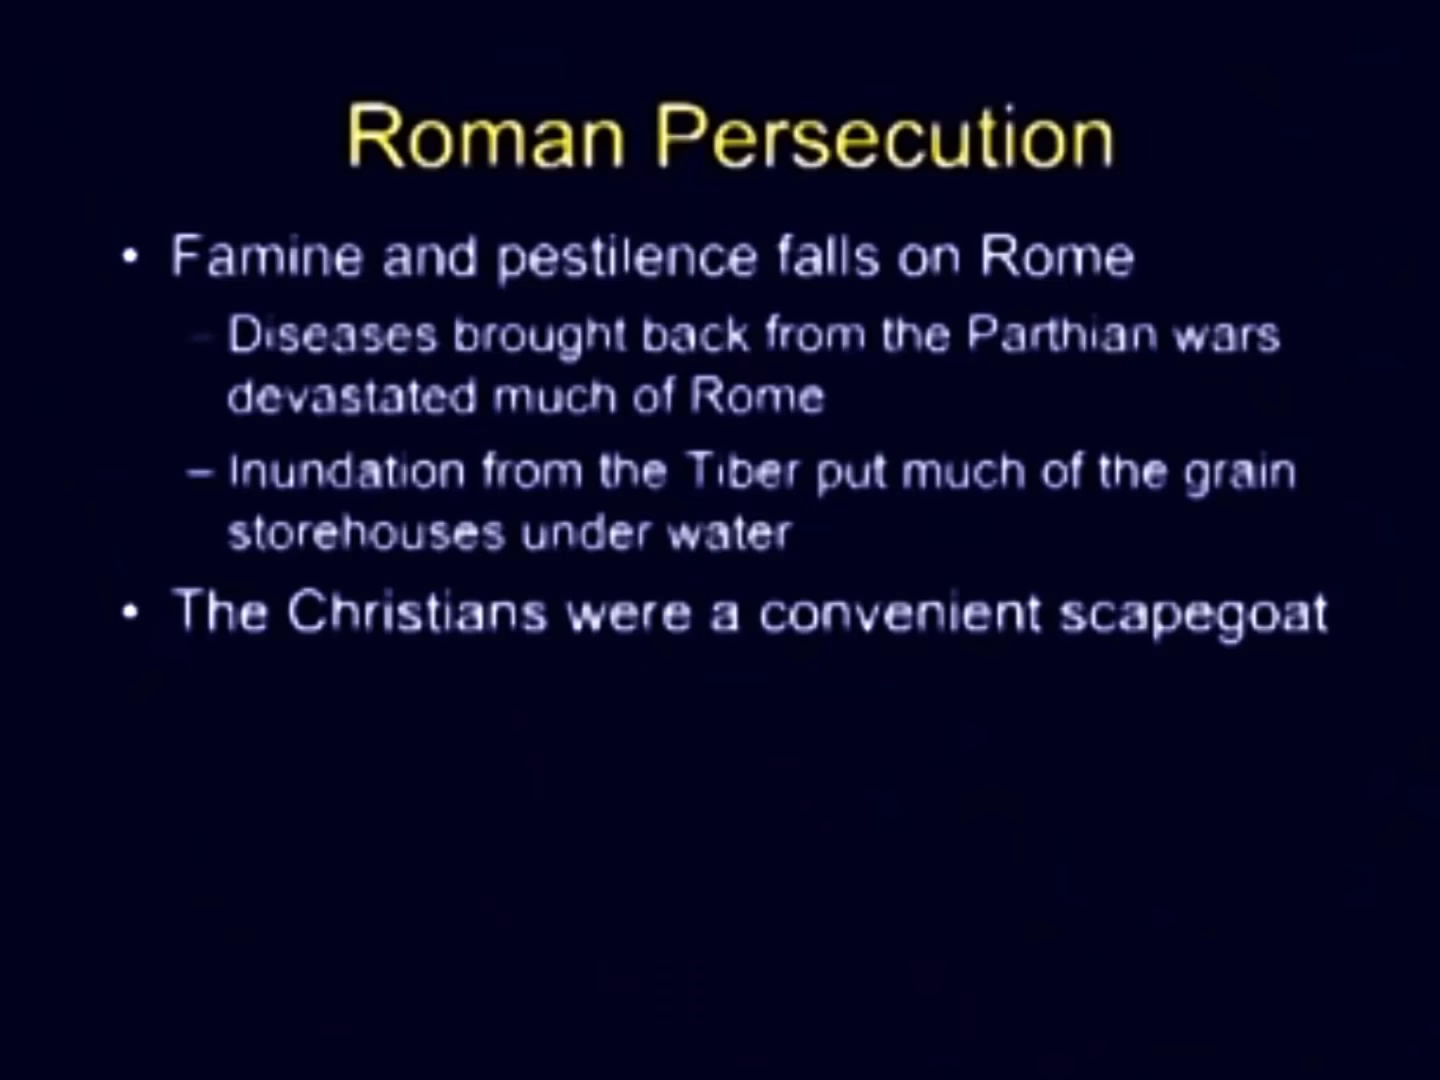 Roman Persecution
• Famine and pestilence falls on Rome
– Diseases brought back from the Parthian wars
devastated much of Rome
– Inundation from the Tiber put much of the grain
storehouses under water
• The Christians were a convenient scapegoat